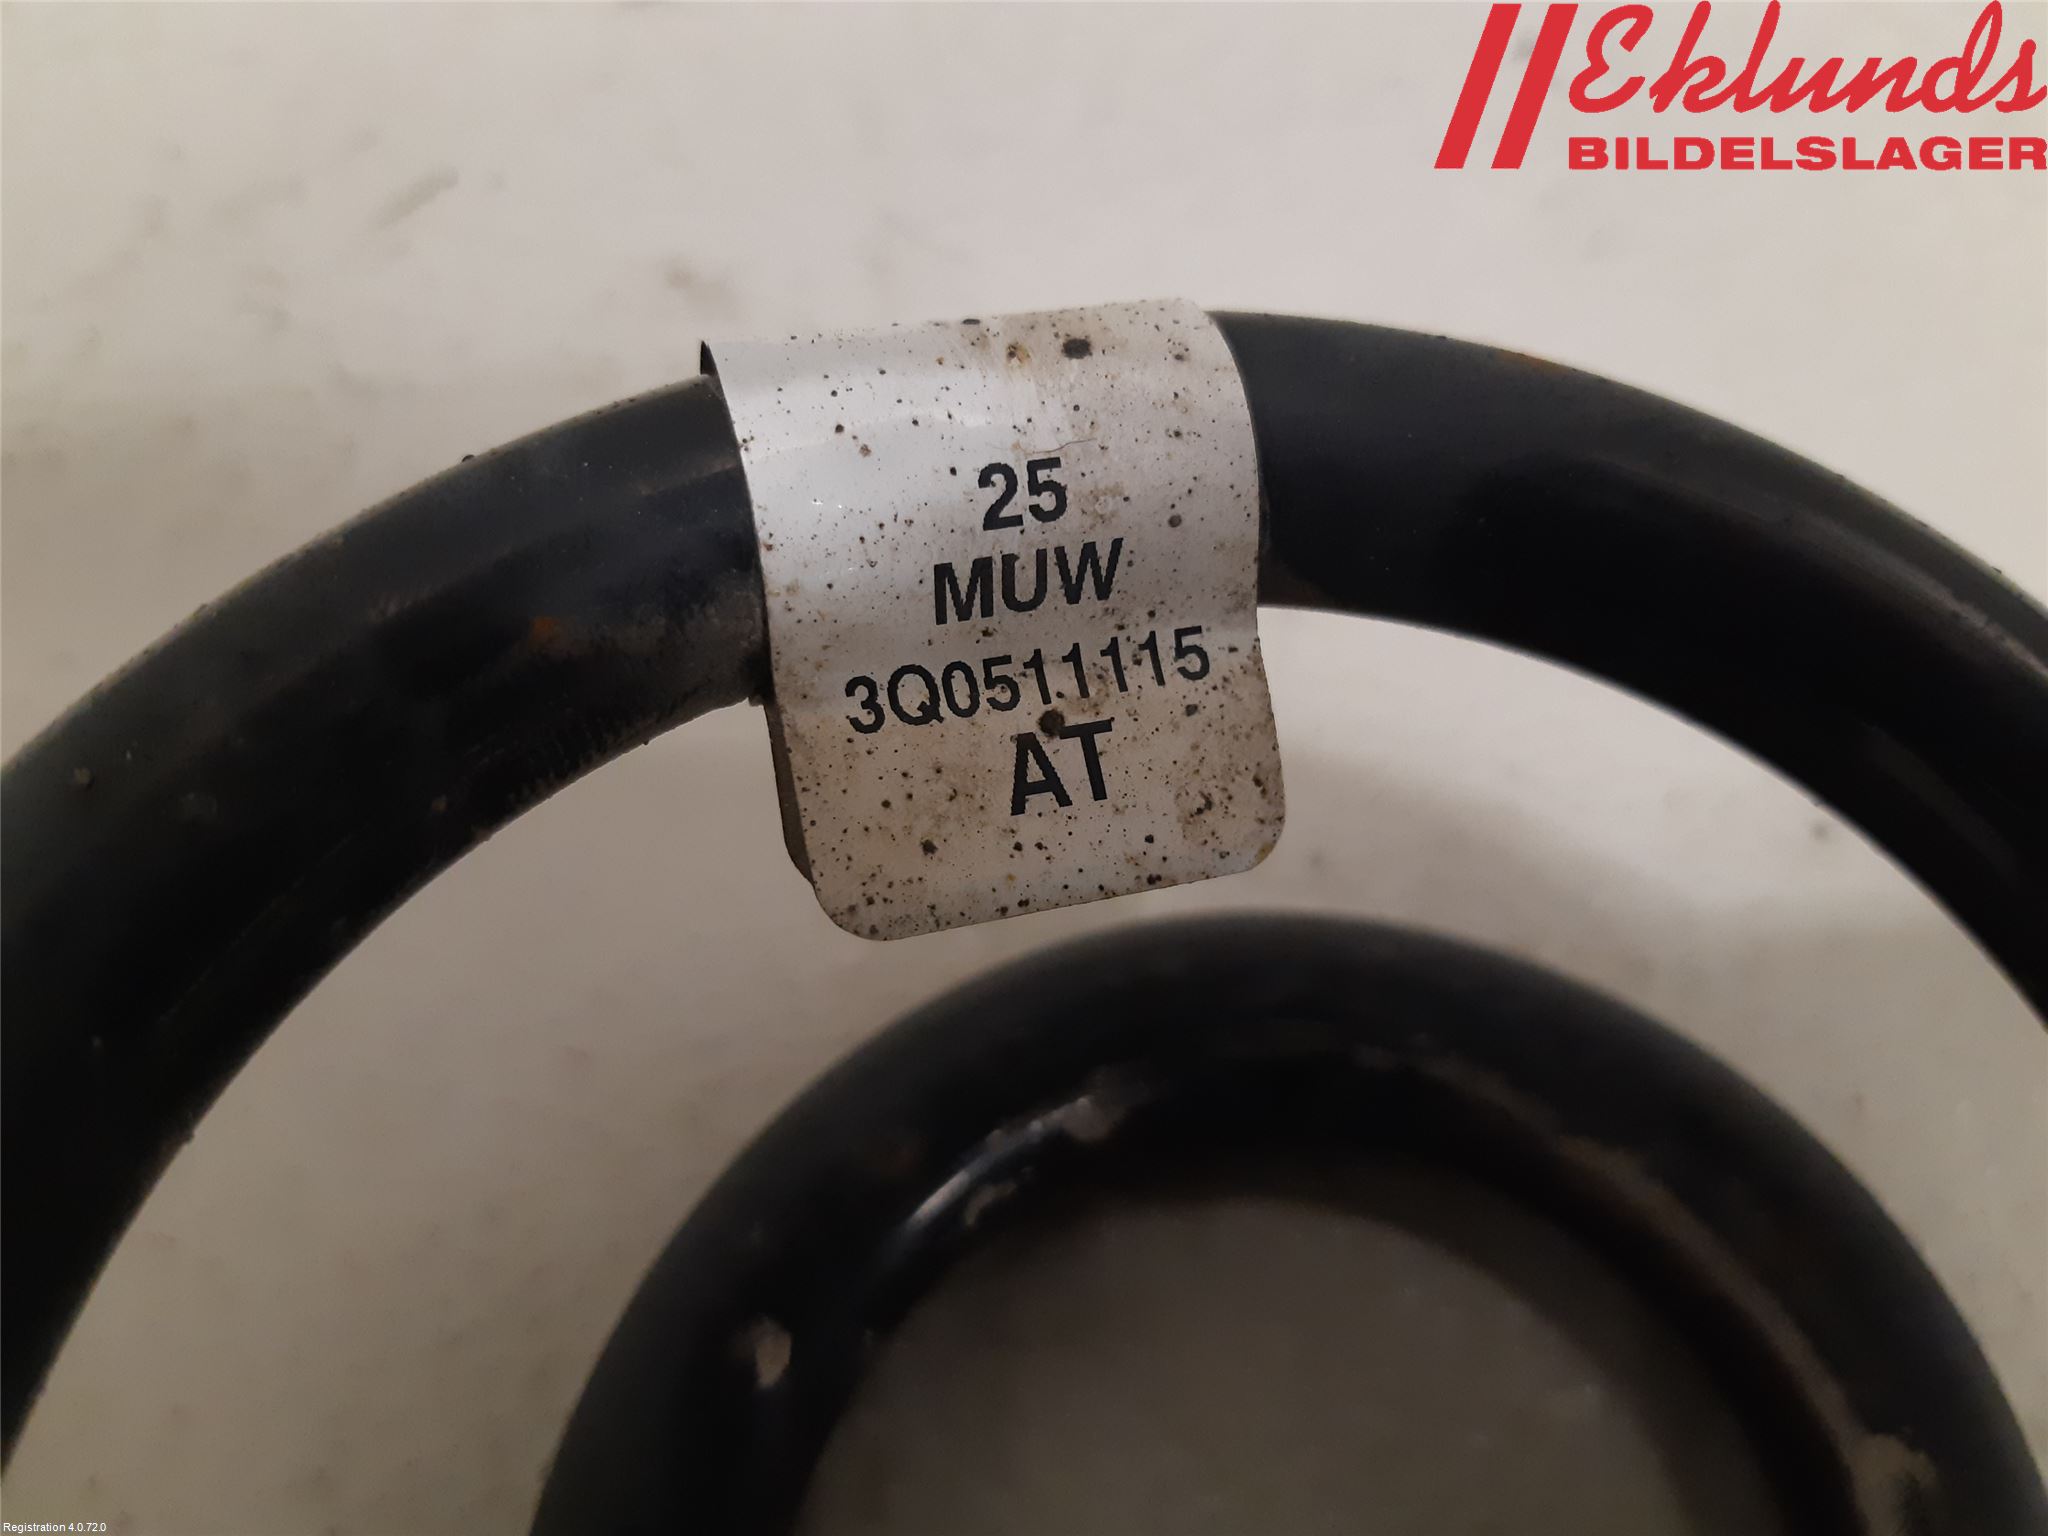 Eklunds
BILDELSLAGER
25
MUW
3Q0511115
AT
Registration 4.0.72.0